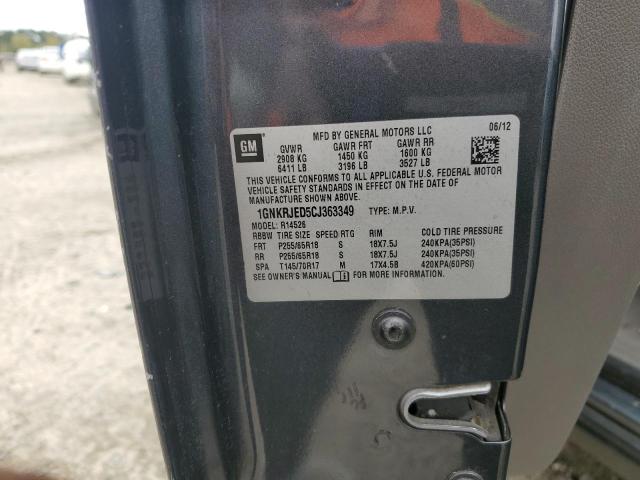 MFD BY GENERAL MOTORS LLC 06/12
GM GVWR GAWR FRT GAWR RR
2908 KG 1450 KG 1600 KG
6411 LB 3196 LB 3527 LB
THIS VEHICLE CONFORMS TO ALL APPLICABLE U.S. FEDERAL MOTOR
VEHICLE SAFETY STANDARDS IN EFFECT ON THE DATE OF
MANUFACTURE SHOWN ABOVE.
1GNKRJED5CJ363349 TYPE: M.P.V.
MODEL: R14526
RBBW TIRE SIZE SPEED/RTG RIM COLD TIRE PRESSURE
FRT P255/65R18 S 18X7.5J 240KPA(35PSI)
RR P255/65R18 S 18X7.5J 240KPA(35PSI)
SPA T145/70R17 M 17X4.5B 420KPA(60PSI)
SEE OWNER'S MANUAL FOR MORE INFORMATION.